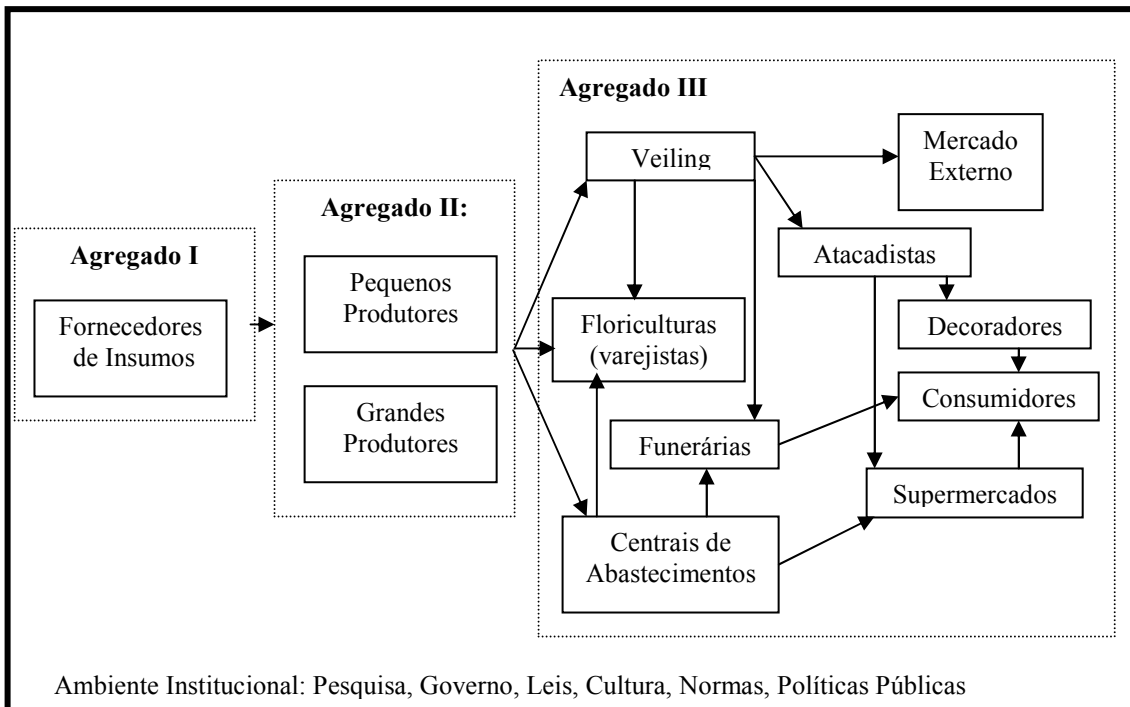 Agregado I
Fornecedores
de Insumos
Agregado II:
Pequenos
Produtores
Grandes
Produtores
Agregado III
Veiling
Mercado
Externo
Atacadistas
Floriculturas
(varejistas)
Decoradores
Consumidores
Funerárias
Supermercados
Centrais de
Abastecimentos
Ambiente Institucional: Pesquisa, Governo, Leis, Cultura, Normas, Políticas Públicas